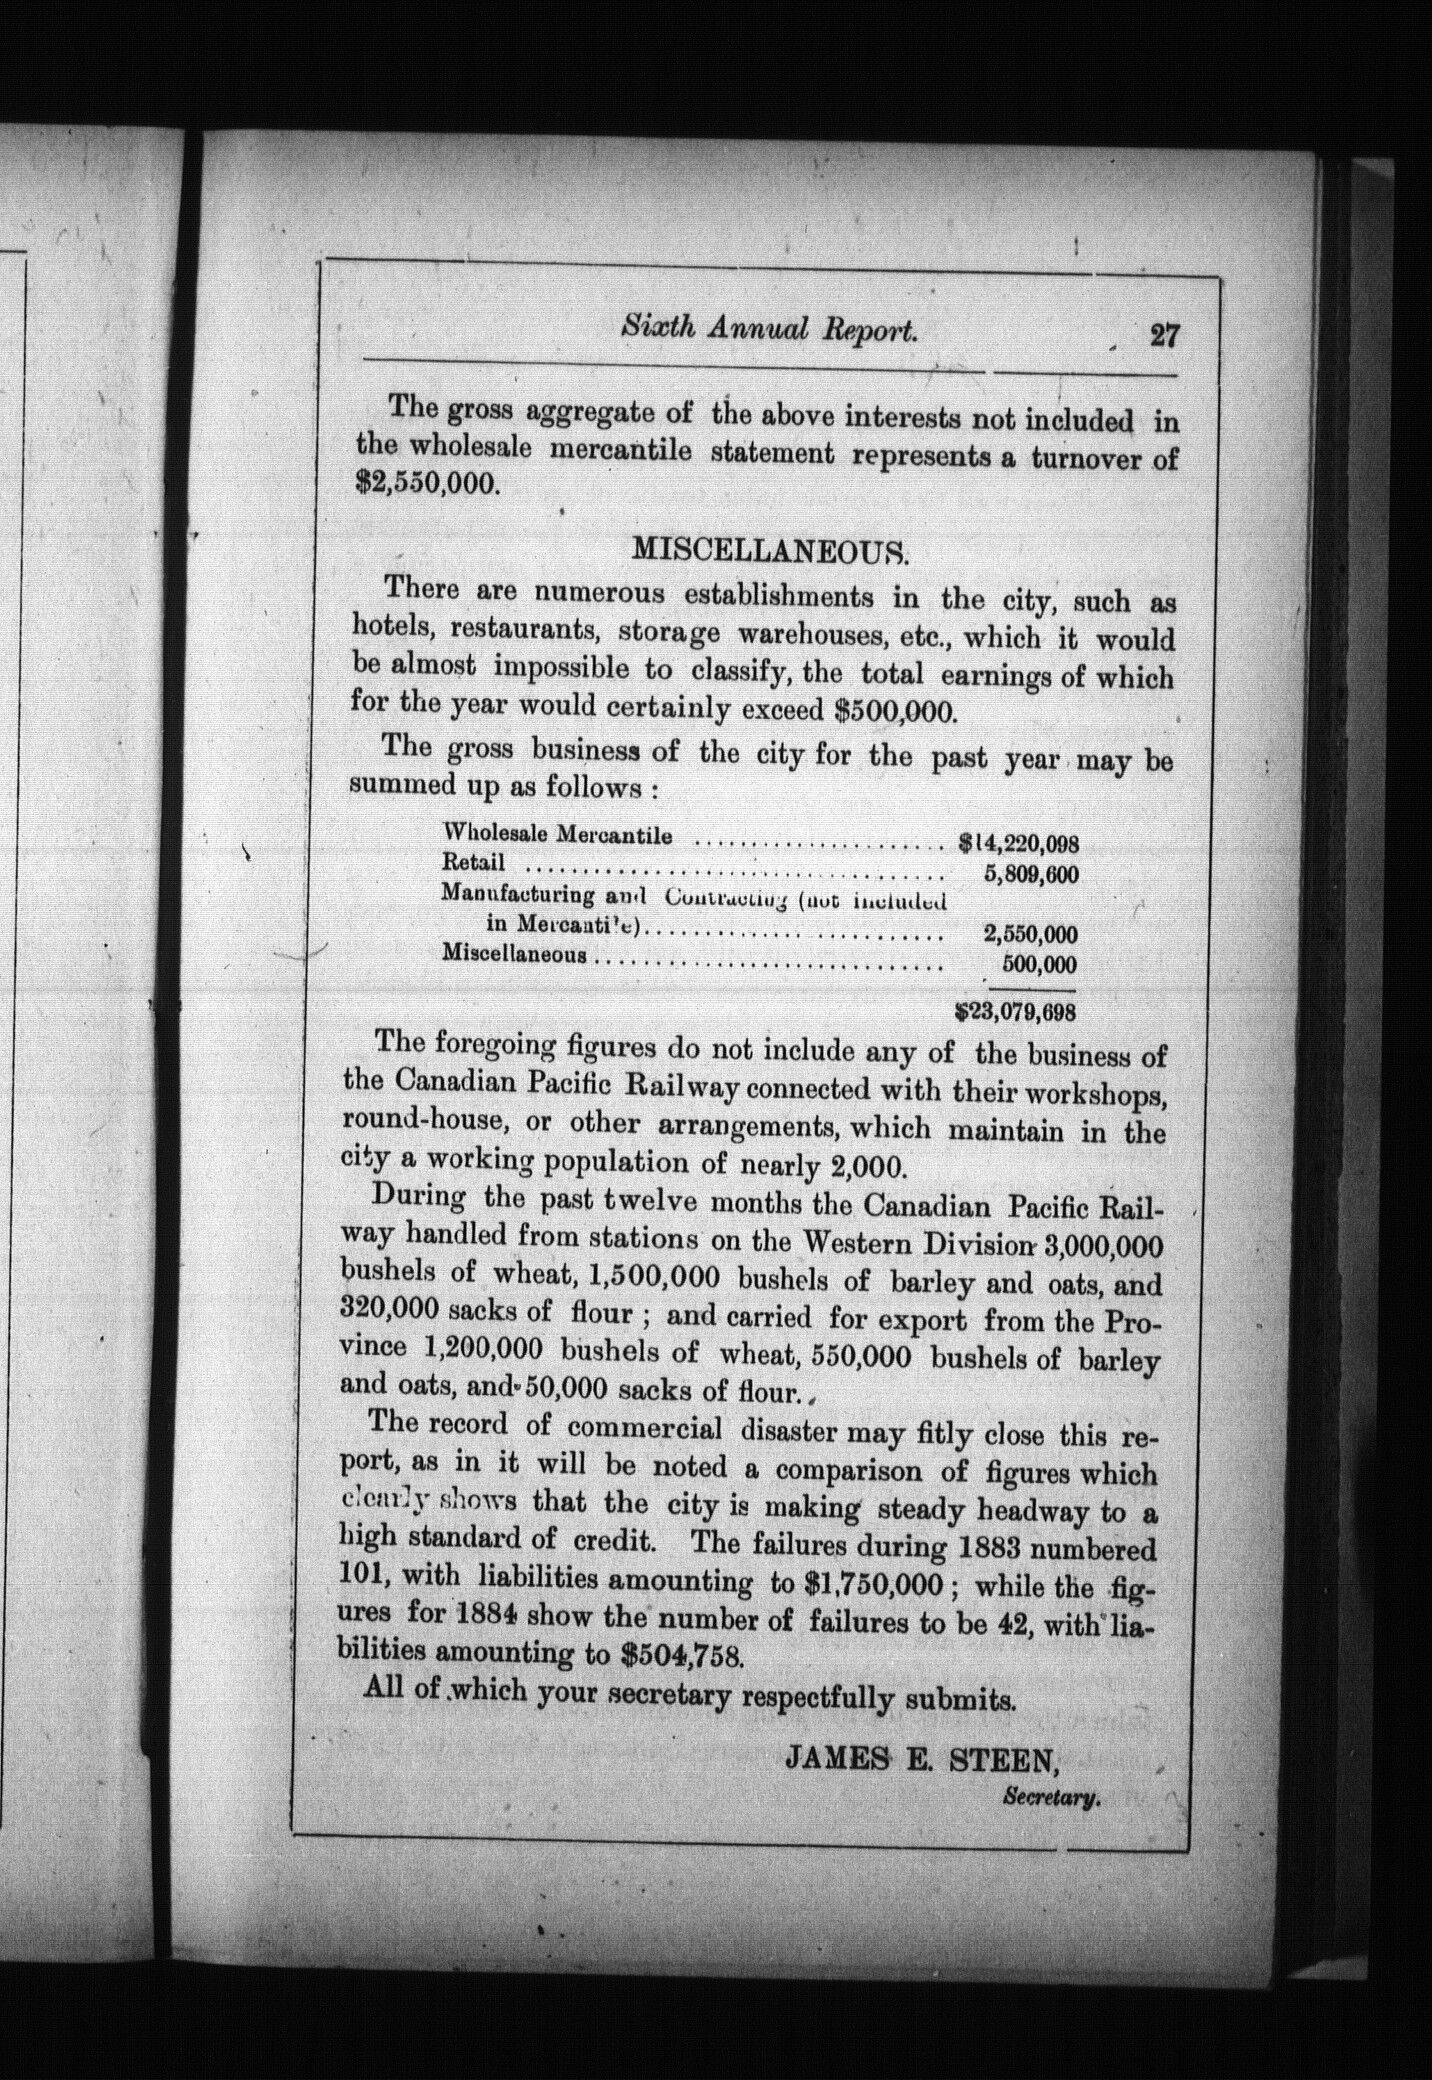 Sixth Annual Report. 27
The gross aggregate of the above interests not included in
the wholesale mercantile statement represents a turnover of
$2,550,000.
MISCELLANEOUS.
There are numerous establishments in the city, such as
hotels, restaurants, storage warehouses, etc., which it would
be almost impossible to classify, the total earnings of which
for the year would certainly exceed $500,000.
The gross business of the city for the past year may be
summed up as follows :
Wholesale Mercantile ..................... $14,220,098
Retail .................................... 5,809,600
Manufacturing and Contracting (not included
in Mercantile)......................... 2,550,000
Miscellaneous............................. 500,000
$23,079,698
The foregoing figures do not include any of the business of
the Canadian Pacific Railway connected with their workshops,
round-house, or other arrangements, which maintain in the
city a working population of nearly 2,000.
During the past twelve months the Canadian Pacific Rail-
way handled from stations on the Western Division 3,000,000
bushels of wheat, 1,500,000 bushels of barley and oats, and
320,000 sacks of flour ; and carried for export from the Pro-
vince 1,200,000 bushels of wheat, 550,000 bushels of barley
and oats, and 50,000 sacks of flour.
The record of commercial disaster may fitly close this re-
port, as in it will be noted a comparison of figures which
clearly shows that the city is making steady headway to a
high standard of credit. The failures during 1883 numbered
101, with liabilities amounting to $1,750,000 ; while the fig-
ures for 1884 show the number of failures to be 42, with lia-
bilities amounting to $504,758.
All of which your secretary respectfully submits.
JAMES E. STEEN,
Secretary.